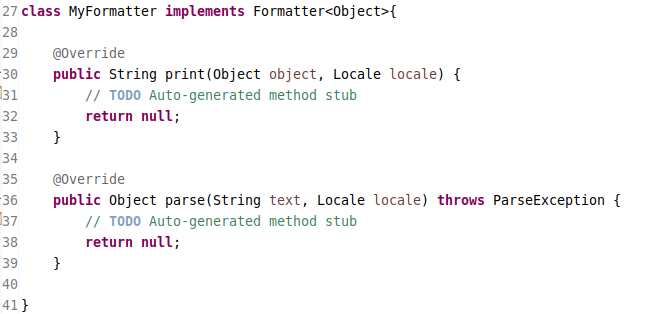 27 class MyFormatter implements Formatter<Object>{
28
29     @Override
30     public String print(Object object, Locale locale) {
31         // TODO Auto-generated method stub
32         return null;
33     }
34
35     @Override
36     public Object parse(String text, Locale locale) throws ParseException {
37         // TODO Auto-generated method stub
38         return null;
39     }
40
41 }